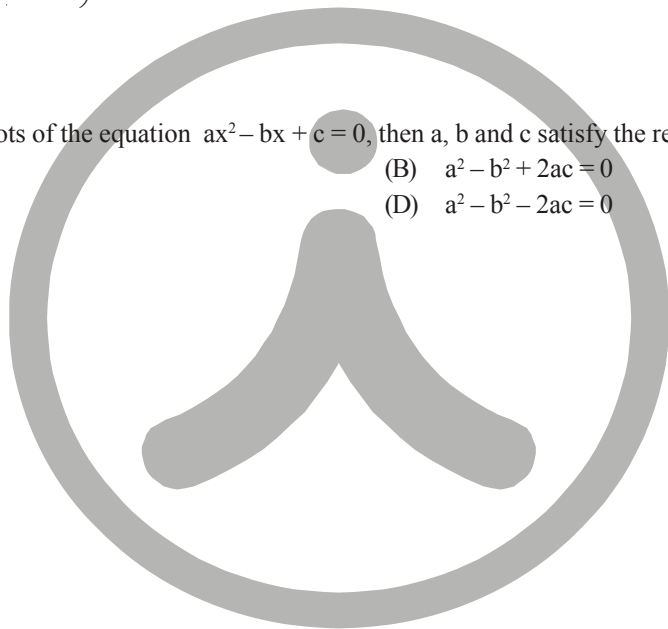 ots of the equation ax² – bx + c = 0, then a, b and c satisfy the re
(B) a² – b² + 2ac = 0
(D) a² – b² – 2ac = 0